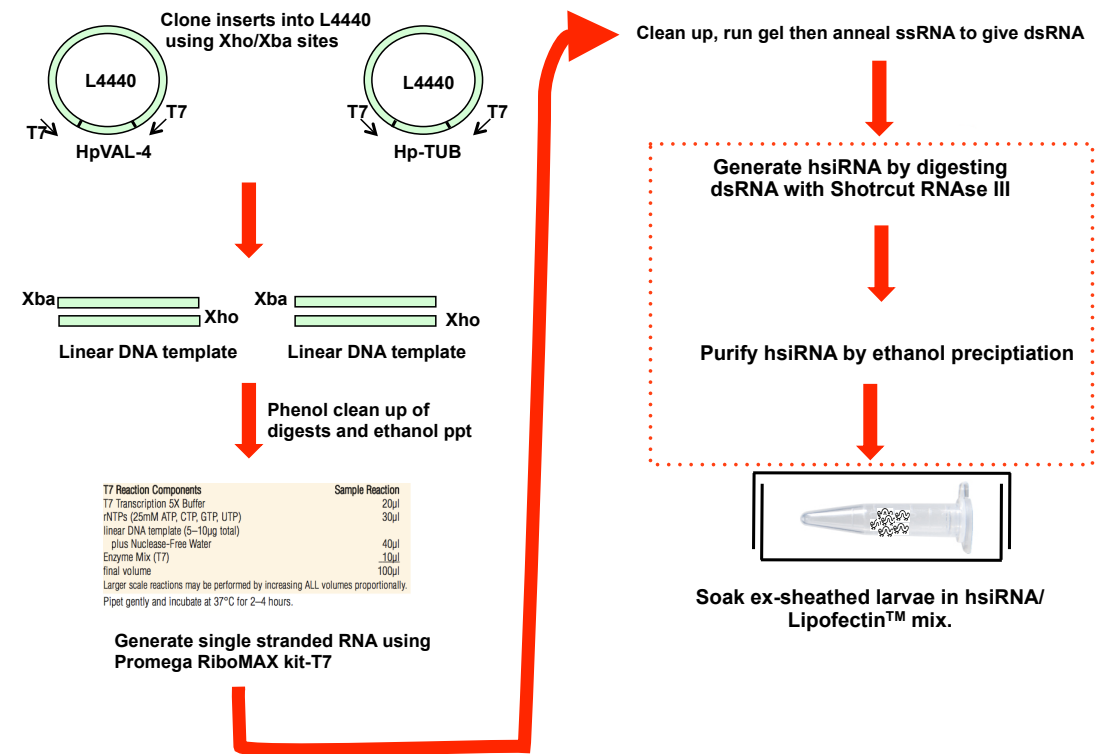 Clone inserts into L4440
using Xho/Xba sites
L4440
L4440
T7
T7
T7
T7
HpVAL-4
Hp-TUB
Xba
Xho
Xba
Xho
Linear DNA template
Linear DNA template
Phenol clean up of
digests and ethanol ppt
T7 Reaction Components Sample Reaction
T7 Transcription 5X Buffer 20µl
rNTPs (25mM ATP, CTP, GTP, UTP) 30µl
linear DNA template (5–10µg total)
plus Nuclease-Free Water 40µl
Enzyme Mix (T7) 10µl
final volume 100µl
Larger scale reactions may be performed by increasing ALL volumes proportionally.
Pipet gently and incubate at 37°C for 2–4 hours.
Generate single stranded RNA using
Promega RiboMAX kit-T7
Clean up, run gel then anneal ssRNA to give dsRNA
Generate hsiRNA by digesting
dsRNA with Shotrcut RNAse III
Purify hsiRNA by ethanol preciptiation
Soak ex-sheathed larvae in hsiRNA/
Lipofectin™ mix.